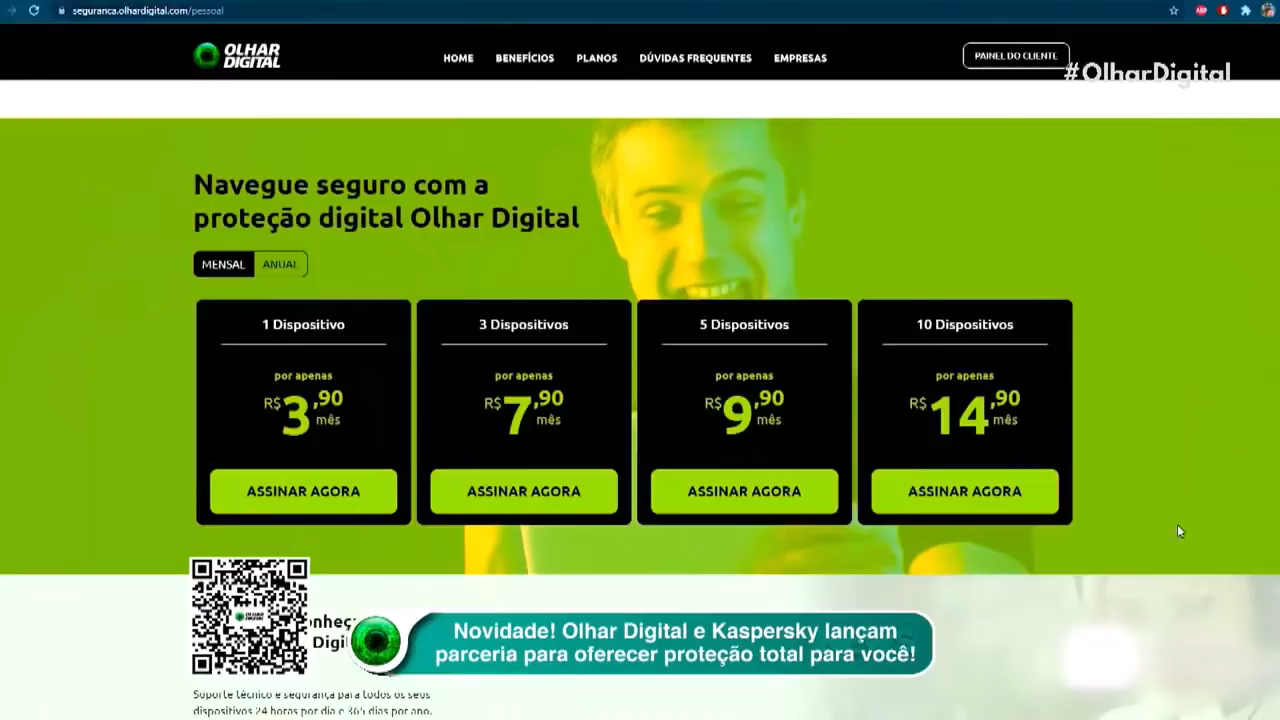 seguranca.olhardigital.com/pessoal
OLHAR
DIGITAL
HOME BENEFÍCIOS PLANOS DÚVIDAS FREQUENTES EMPRESAS
PAINEL DO CLIENTE
#OlharDigital
Navegue seguro com a
proteção digital Olhar Digital
MENSAL ANUAL
1 Dispositivo
por apenas
R$3,90
mês
ASSINAR AGORA
3 Dispositivos
por apenas
R$7,90
mês
ASSINAR AGORA
5 Dispositivos
por apenas
R$9,90
mês
ASSINAR AGORA
10 Dispositivos
por apenas
R$14,90
mês
ASSINAR AGORA
OLHAR
DIGITAL
Novidade! Olhar Digital e Kaspersky lançam
parceria para oferecer proteção total para você!
Suporte técnico e segurança para todos os seus
dispositivos 24 horas por dia e 365 dias por ano.